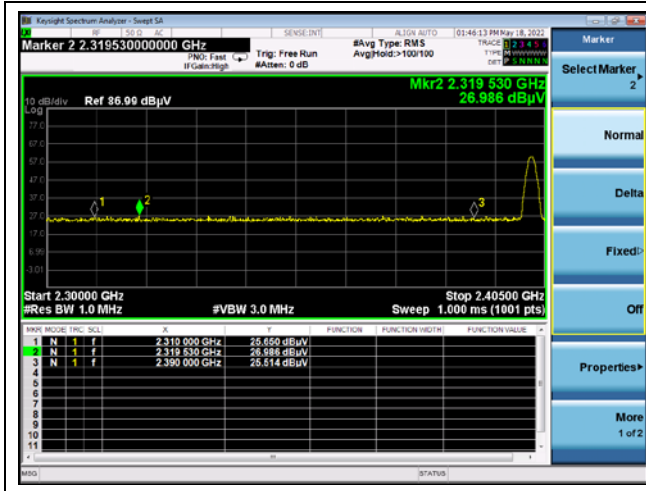 Keysight Spectrum Analyzer - Swept SA
RF 50 Ω AC SENSE:INT ALIGN AUTO 01:46:13 PM May 18, 2022
Marker 2 2.319530000000 GHz
PNO: Fast
IFGain:High
Trig: Free Run
#Atten: 0 dB
#Avg Type: RMS
Avg|Hold:>100/100
TRACE 1 2 3 4 5 6
TYPE M WWWWW
DET P S N N N N
Mkr2 2.319 530 GHz
26.986 dBµV
10 dB/div Ref 86.99 dBµV
Log
77.0
67.0
57.0
47.0
37.0
27.0
17.0
6.99
-3.01
1
2
3
Start 2.30000 GHz Stop 2.40500 GHz
#Res BW 1.0 MHz #VBW 3.0 MHz Sweep 1.000 ms (1001 pts)
MKR MODE TRC SCL X Y FUNCTION FUNCTION WIDTH FUNCTION VALUE
1 N 1 f 2.310 000 GHz 25.650 dBµV
2 N 1 f 2.319 530 GHz 26.986 dBµV
3 N 1 f 2.390 000 GHz 25.514 dBµV
4
5
6
7
8
9
10
11
MSG STATUS
Marker
Select Marker
2
Normal
Delta
Fixed
Off
Properties
More
1 of 2